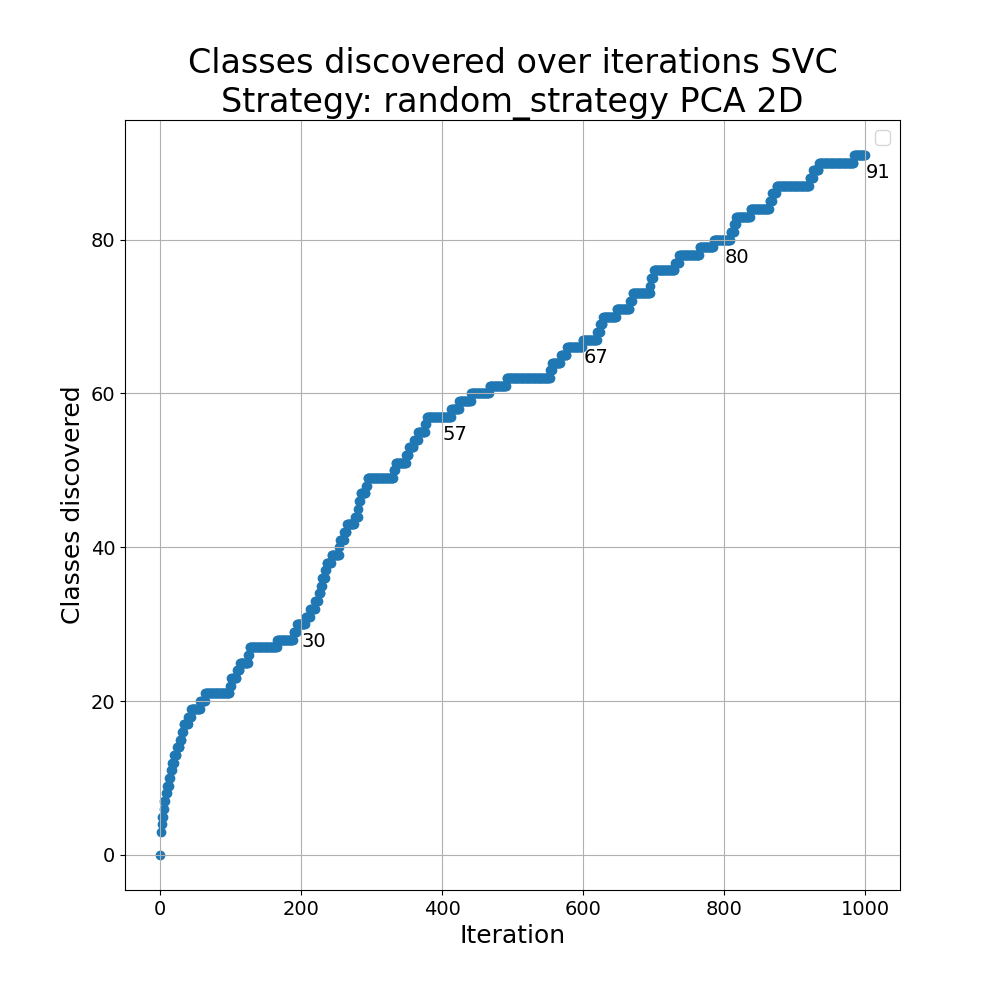 Classes discovered over iterations SVC
Strategy: random_strategy PCA 2D
91
80
80
67
60
57
40
30
20
0
Classes discovered
0 200 400 600 800 1000
Iteration